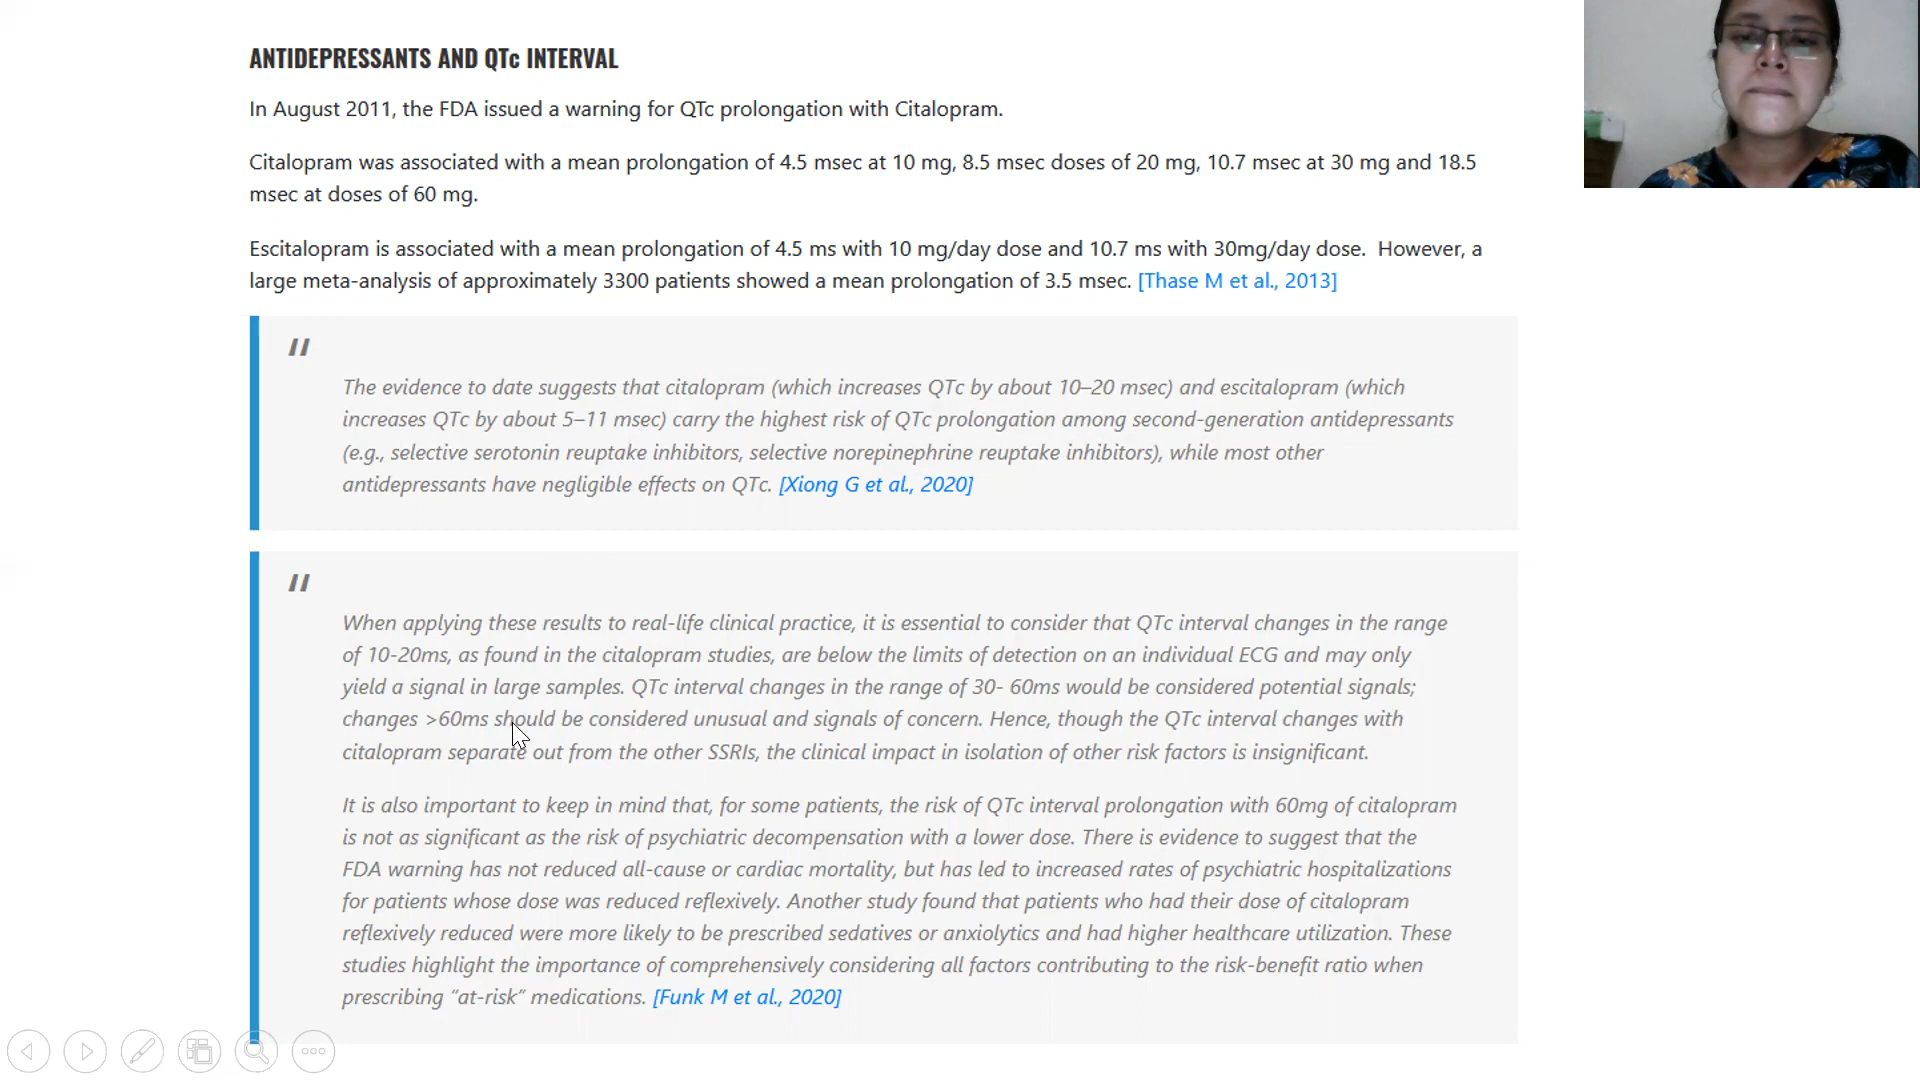 ANTIDEPRESSANTS AND QTc INTERVAL
In August 2011, the FDA issued a warning for QTc prolongation with Citalopram.
Citalopram was associated with a mean prolongation of 4.5 msec at 10 mg, 8.5 msec doses of 20 mg, 10.7 msec at 30 mg and 18.5
msec at doses of 60 mg.
Escitalopram is associated with a mean prolongation of 4.5 ms with 10 mg/day dose and 10.7 ms with 30mg/day dose.  However, a
large meta-analysis of approximately 3300 patients showed a mean prolongation of 3.5 msec. [Thase M et al., 2013]
"
The evidence to date suggests that citalopram (which increases QTc by about 10–20 msec) and escitalopram (which
increases QTc by about 5–11 msec) carry the highest risk of QTc prolongation among second-generation antidepressants
(e.g., selective serotonin reuptake inhibitors, selective norepinephrine reuptake inhibitors), while most other
antidepressants have negligible effects on QTc. [Xiong G et al., 2020]
"
When applying these results to real-life clinical practice, it is essential to consider that QTc interval changes in the range
of 10-20ms, as found in the citalopram studies, are below the limits of detection on an individual ECG and may only
yield a signal in large samples. QTc interval changes in the range of 30- 60ms would be considered potential signals;
changes >60ms should be considered unusual and signals of concern. Hence, though the QTc interval changes with
citalopram separate out from the other SSRIs, the clinical impact in isolation of other risk factors is insignificant.
It is also important to keep in mind that, for some patients, the risk of QTc interval prolongation with 60mg of citalopram
is not as significant as the risk of psychiatric decompensation with a lower dose. There is evidence to suggest that the
FDA warning has not reduced all-cause or cardiac mortality, but has led to increased rates of psychiatric hospitalizations
for patients whose dose was reduced reflexively. Another study found that patients who had their dose of citalopram
reflexively reduced were more likely to be prescribed sedatives or anxiolytics and had higher healthcare utilization. These
studies highlight the importance of comprehensively considering all factors contributing to the risk-benefit ratio when
prescribing “at-risk” medications. [Funk M et al., 2020]